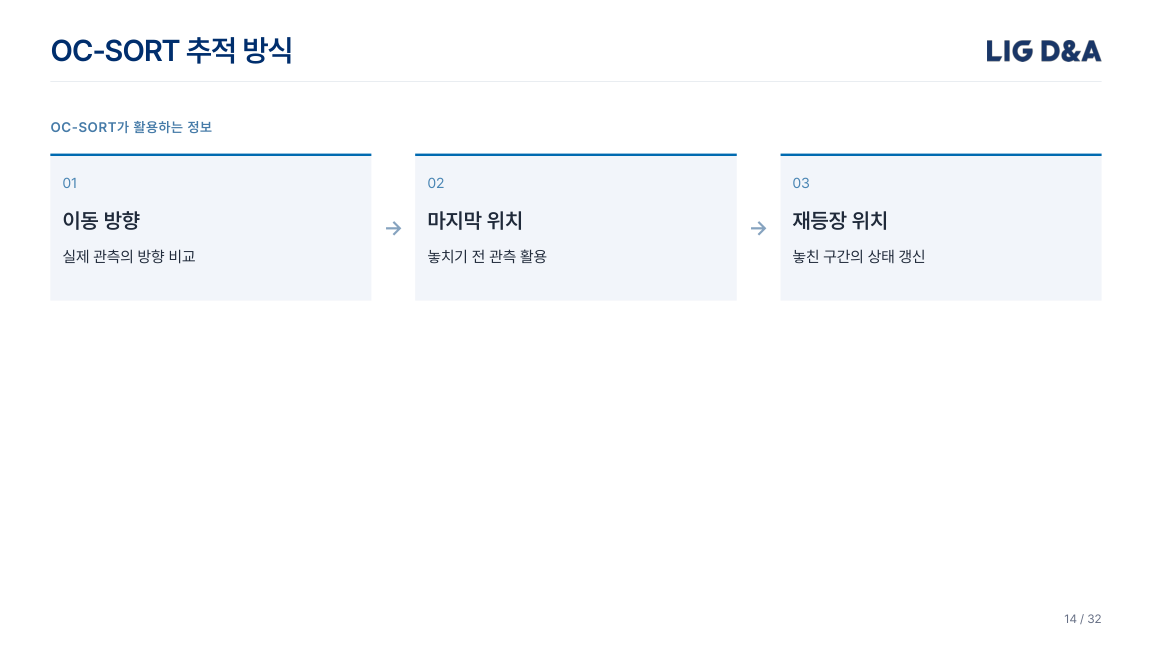 OC-SORT 추적 방식
LIG D&A
OC-SORT가 활용하는 정보
01
이동 방향
실제 관측의 방향 비교
→
02
마지막 위치
놓치기 전 관측 활용
→
03
재등장 위치
놓친 구간의 상태 갱신
14 / 32